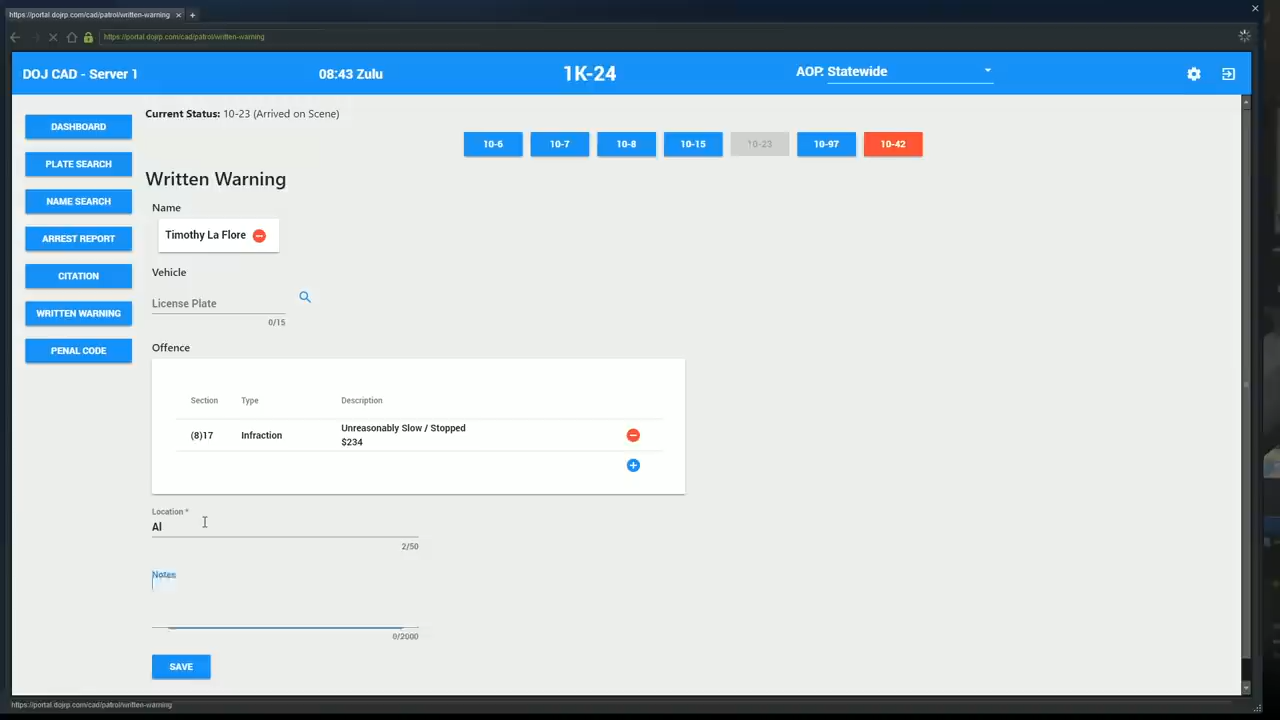 https://portal.dojrp.com/cad/patrol/written-warning
https://portal.dojrp.com/cad/patrol/written-warning
DOJ CAD - Server 1
08:43 Zulu
1K-24
AOP: Statewide
DASHBOARD
PLATE SEARCH
NAME SEARCH
ARREST REPORT
CITATION
WRITTEN WARNING
PENAL CODE
Current Status: 10-23 (Arrived on Scene)
10-6 10-7 10-8 10-15 10-23 10-97 10-42
Written Warning
Name
Timothy La Flore
Vehicle
License Plate
0/15
Offence
Section Type Description
(8)17 Infraction Unreasonably Slow / Stopped
$234
Location *
Al
2/50
Notes
0/2000
SAVE
https://portal.dojrp.com/cad/patrol/written-warning